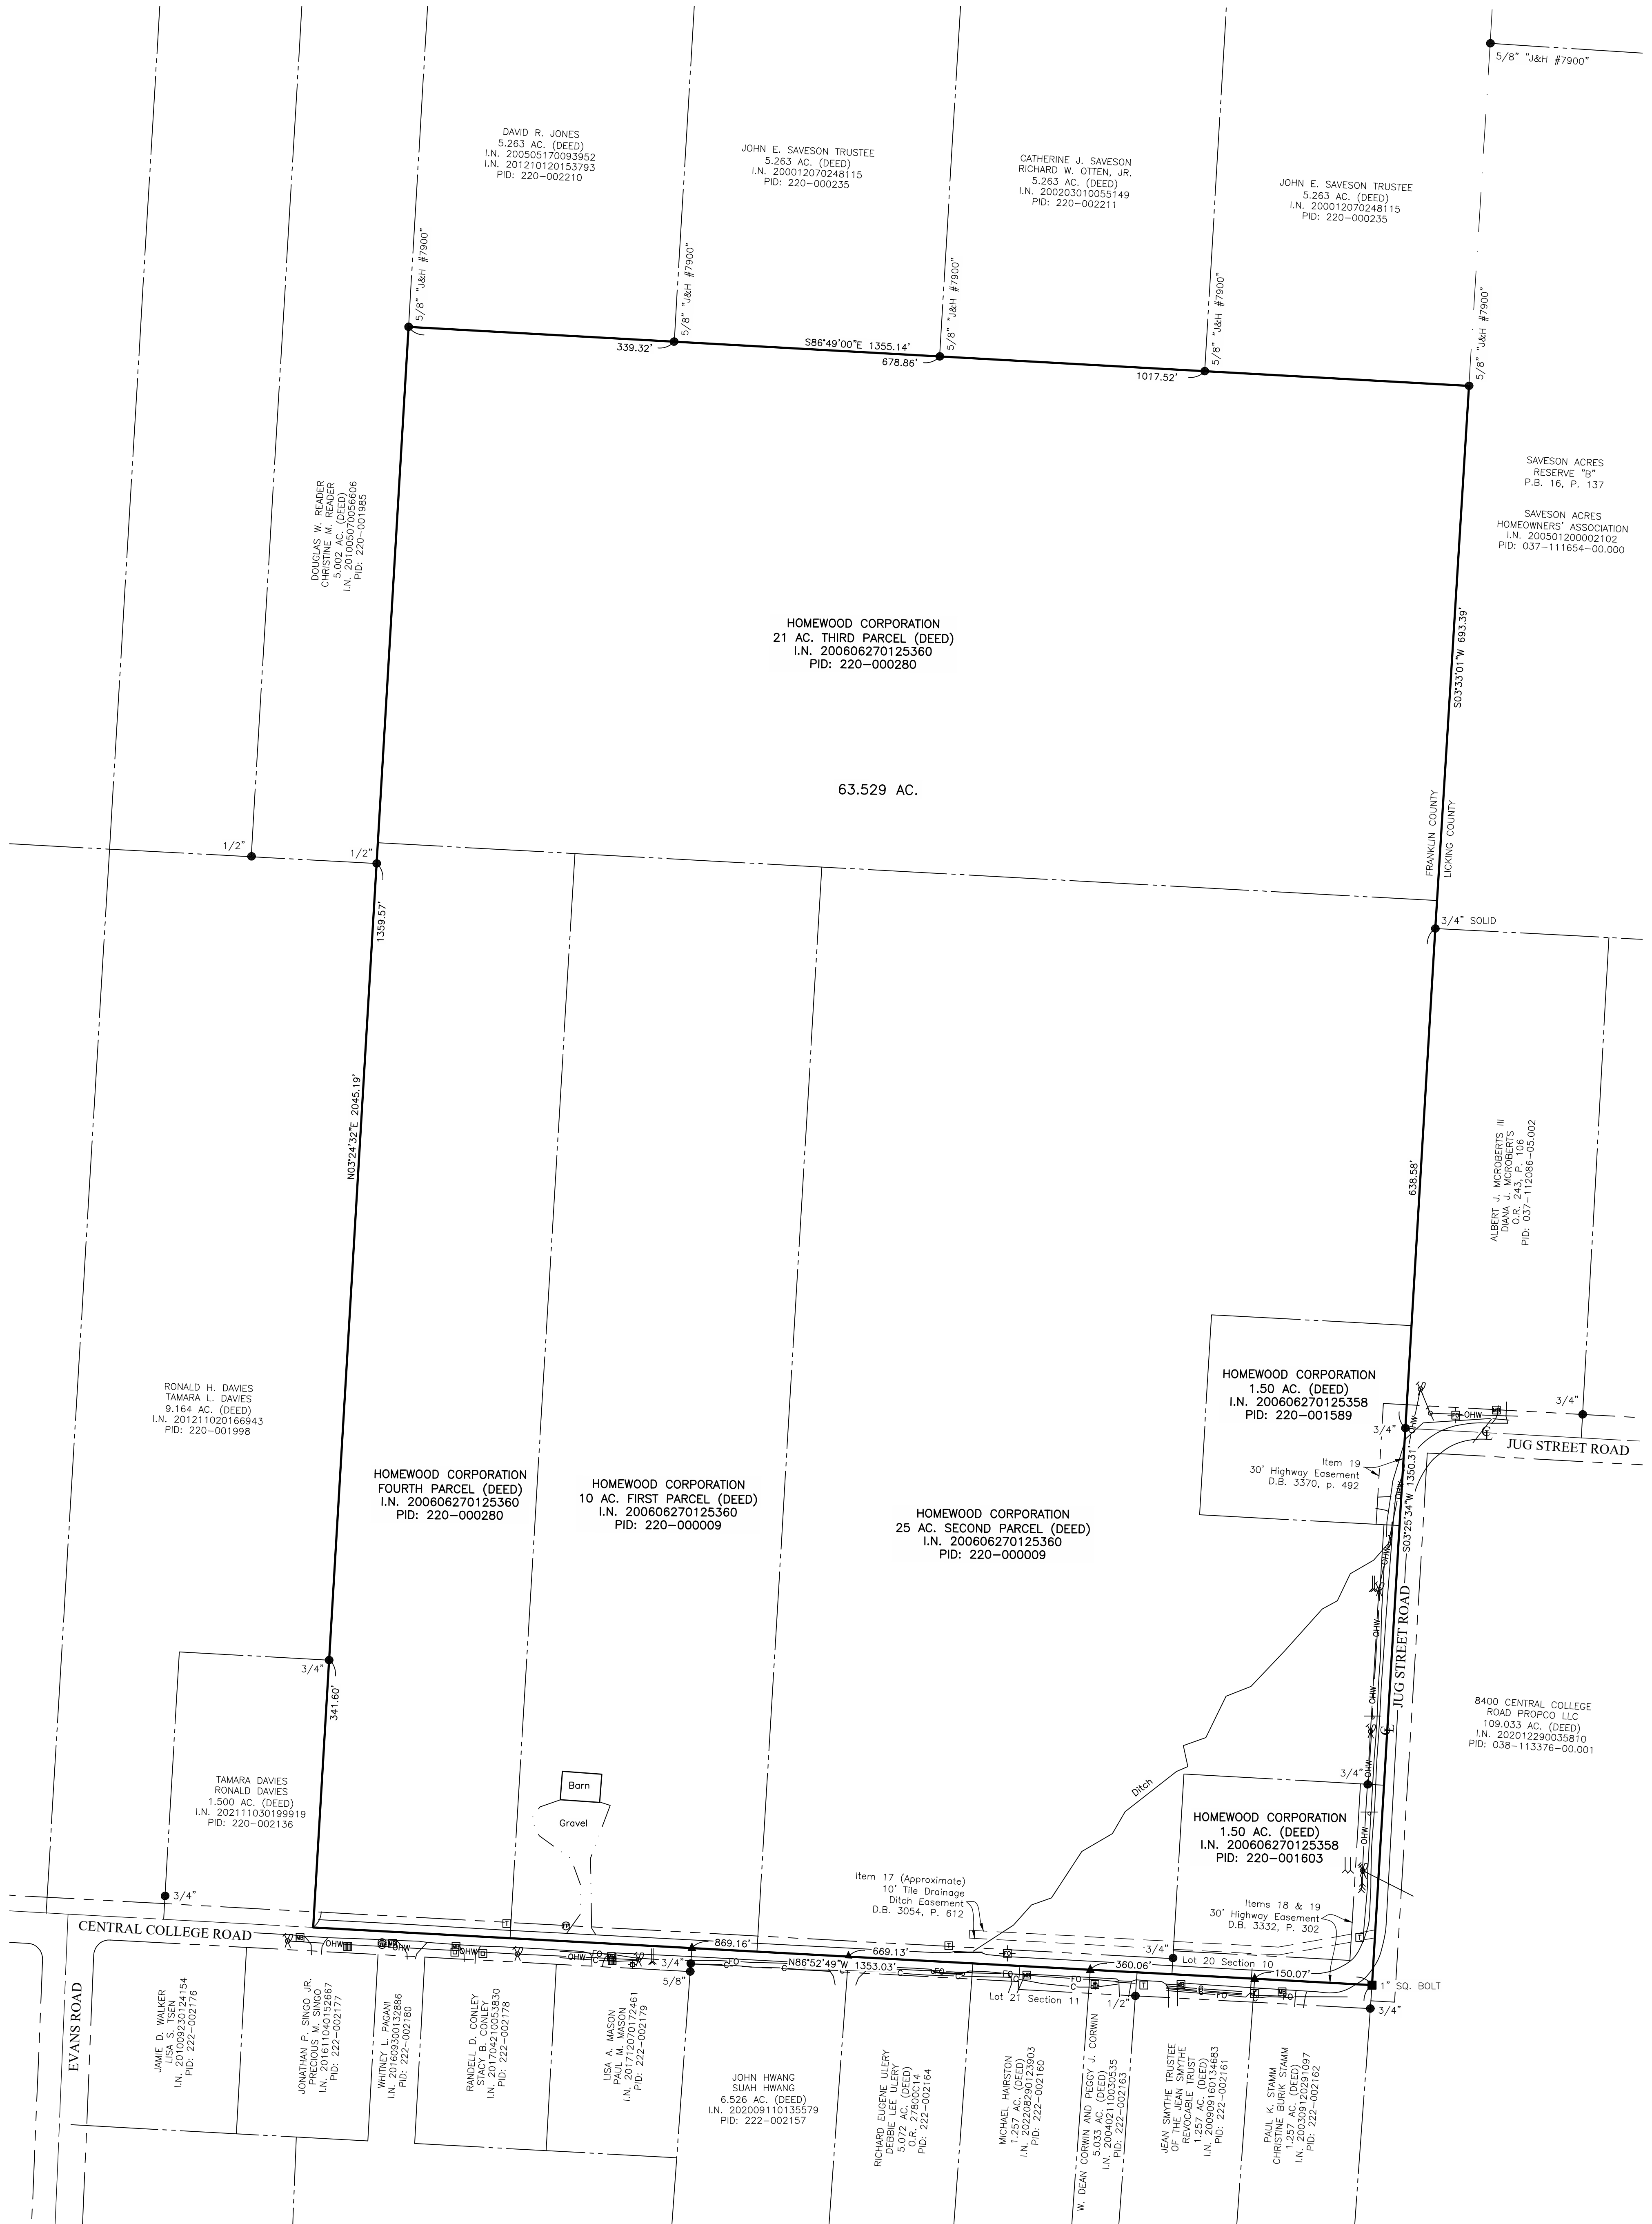 5/8" "J&H #7900"
DAVID R. JONES
5.263 AC. (DEED)
I.N. 200505170093952
I.N. 201210120153793
PID: 220-002210
JOHN E. SAVESON TRUSTEE
5.263 AC. (DEED)
I.N. 200012070248115
PID: 220-000235
CATHERINE J. SAVESON
RICHARD W. OTTEN, JR.
5.263 AC. (DEED)
I.N. 200203010055149
PID: 220-002211
JOHN E. SAVESON TRUSTEE
5.263 AC. (DEED)
I.N. 200012070248115
PID: 220-000235
5/8" "J&H #7900"
5/8" "J&H #7900"
5/8" "J&H #7900"
5/8" "J&H #7900"
5/8" "J&H #7900"
339.32'
S86°49'00"E 1355.14'
678.86'
1017.52'
SAVESON ACRES
RESERVE "B"
P.B. 16, P. 137
SAVESON ACRES
HOMEOWNERS' ASSOCIATION
I.N. 200501200002102
PID: 037-111654-00.000
DOUGLAS W. READER
CHRISTINE M. READER
5.002 AC. (DEED)
I.N. 201005070056606
PID: 220-001985
HOMEWOOD CORPORATION
21 AC. THIRD PARCEL (DEED)
I.N. 200606270125360
PID: 220-000280
S03°33'01"W 693.39'
63.529 AC.
FRANKLIN COUNTY
LICKING COUNTY
1/2"
1/2"
1359.57'
3/4" SOLID
N03°24'32"E 2045.19'
638.58'
ALBERT J. MCROBERTS III
DIANA J. MCROBERTS
O.R. 243, P. 106
PID: 037-112086-05.002
RONALD H. DAVIES
TAMARA L. DAVIES
9.164 AC. (DEED)
I.N. 201211020166943
PID: 220-001998
HOMEWOOD CORPORATION
1.50 AC. (DEED)
I.N. 200606270125358
PID: 220-001589
3/4"
3/4"
OHW
OHW
JUG STREET ROAD
Item 19
30' Highway Easement
D.B. 3370, p. 492
S03°25'34"W 1350.31'
HOMEWOOD CORPORATION
FOURTH PARCEL (DEED)
I.N. 200606270125360
PID: 220-000280
HOMEWOOD CORPORATION
10 AC. FIRST PARCEL (DEED)
I.N. 200606270125360
PID: 220-000009
HOMEWOOD CORPORATION
25 AC. SECOND PARCEL (DEED)
I.N. 200606270125360
PID: 220-000009
OHW
OHW
OHW
OHW
JUG STREET ROAD
3/4"
341.60'
8400 CENTRAL COLLEGE
ROAD PROPCO LLC
109.033 AC. (DEED)
I.N. 202012290035810
PID: 038-113376-00.001
TAMARA DAVIES
RONALD DAVIES
1.500 AC. (DEED)
I.N. 202111030199919
PID: 220-002136
Barn
Gravel
Ditch
3/4"
HOMEWOOD CORPORATION
1.50 AC. (DEED)
I.N. 200606270125358
PID: 220-001603
OHW
Item 17 (Approximate)
10' Tile Drainage
Ditch Easement
D.B. 3054, P. 612
Items 18 & 19
30' Highway Easement
D.B. 3332, P. 302
3/4"
CENTRAL COLLEGE ROAD
OHW
OHW
OHW
OHW
FO
C
FO
C
869.16'
3/4"
5/8"
N86°52'49"W 1353.03'
669.13'
C
FO
C
FO
C
FO
C
360.06'
3/4"
Lot 20 Section 10
Lot 21 Section 11
1/2"
FO
150.07'
FO
1" SQ. BOLT
3/4"
EVANS ROAD
JAMIE D. WALKER
LISA S. TSEN
I.N. 201009230124154
PID: 222-002176
JONATHAN P. SINGO JR.
PRECIOUS M. SINGO
I.N. 201611040152667
PID: 222-002177
WHITNEY L. PAGANI
I.N. 201609300132886
PID: 222-002180
RANDELL D. CONLEY
STACY B. CONLEY
I.N. 201704210053830
PID: 222-002178
LISA A. MASON
PAUL M. MASON
I.N. 201712070172461
PID: 222-002179
JOHN HWANG
SUAH HWANG
6.526 AC. (DEED)
I.N. 202009110135579
PID: 222-002157
RICHARD EUGENE ULERY
DEBBIE LEE ULERY
5.072 AC. (DEED)
O.R. 27800C14
PID: 222-002164
MICHAEL HAIRSTON
1.257 AC. (DEED)
I.N. 202208290123903
PID: 222-002160
W. DEAN CORWIN AND PEGGY J. CORWIN
5.033 AC. (DEED)
I.N. 200402110030535
PID: 222-002163
JEAN SMYTHE TRUSTEE
OF THE JEAN SMYTHE
REVOCABLE TRUST
1.257 AC. (DEED)
I.N. 200909160134683
PID: 222-002161
PAUL K. STAMM
CHRISTINE BURIK STAMM
1.257 AC. (DEED)
I.N. 200309120291097
PID: 222-002162